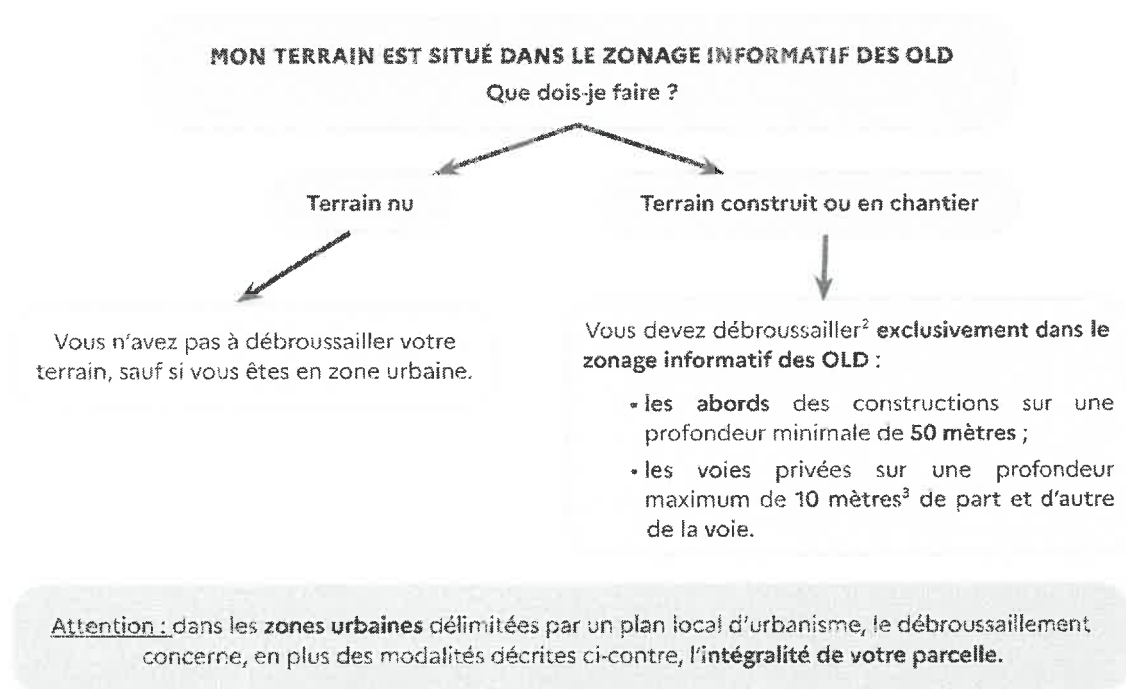 MON TERRAIN EST SITUÉ DANS LE ZONAGE INFORMATIF DES OLD
Que dois-je faire ?
Terrain nu
Terrain construit ou en chantier
Vous n'avez pas à débroussailler votre
terrain, sauf si vous êtes en zone urbaine.
Vous devez débroussailler² exclusivement dans le
zonage informatif des OLD :
• les abords des constructions sur une
profondeur minimale de 50 mètres ;
• les voies privées sur une profondeur
maximum de 10 mètres³ de part et d'autre
de la voie.
Attention : dans les zones urbaines délimitées par un plan local d'urbanisme, le débroussaillement
concerne, en plus des modalités décrites ci-contre, l'intégralité de votre parcelle.